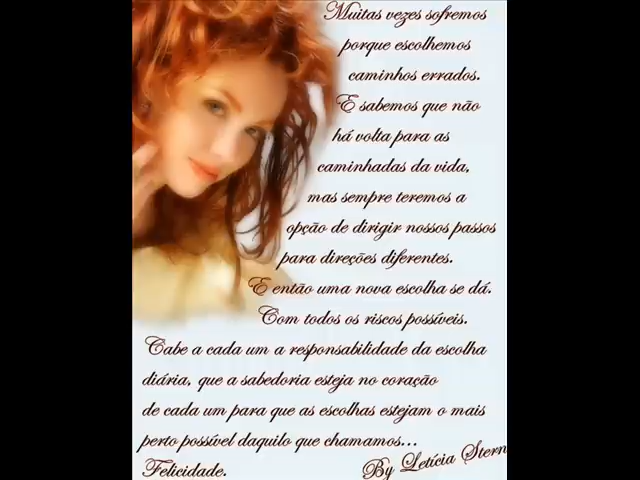 Muitas vezes sofremos
porque escolhemos
caminhos errados.
E sabemos que não
há volta para as
caminhadas da vida,
mas sempre teremos a
opção de dirigir nossos passos
para direções diferentes.
E então uma nova escolha se dá.
Com todos os riscos possíveis.
Cabe a cada um a responsabilidade da escolha
diária, que a sabedoria esteja no coração
de cada um para que as escolhas estejam o mais
perto possível daquilo que chamamos...
Felicidade.
By Letícia Stern